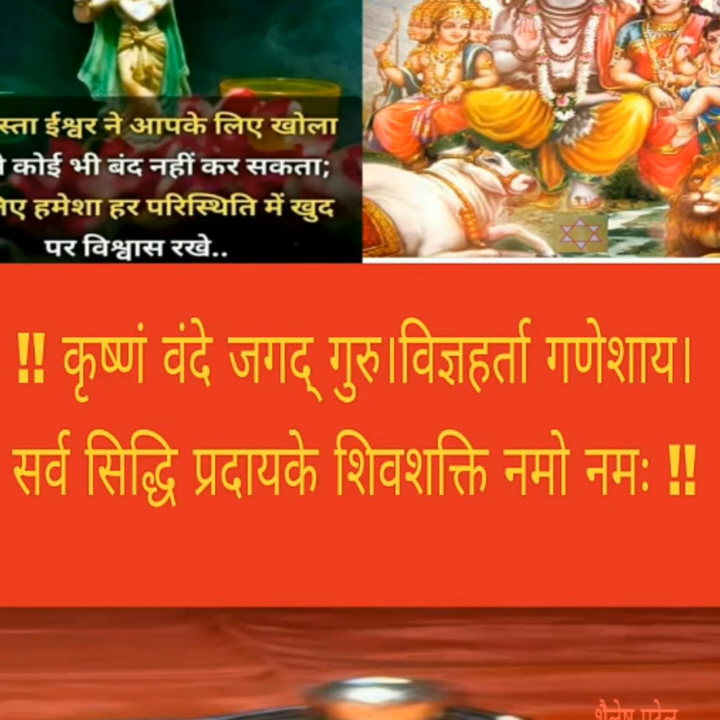 ईश्वर ने आपके लिए खोला
कोई भी बंद नहीं कर सकता;
हमेशा हर परिस्थिति में खुद
पर विश्वास रखे..
!! कृष्णं वंदे जगद् गुरु।विज्ञहर्ता गणेशाय।
सर्व सिद्धि प्रदायके शिवशक्ति नमो नमः !!